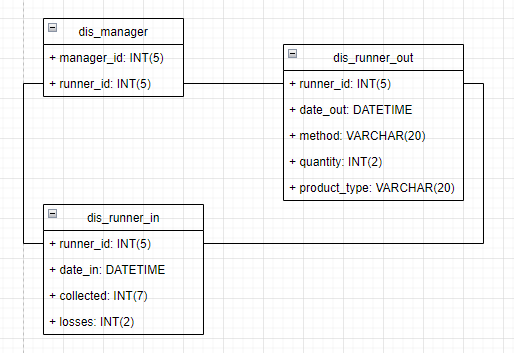 dis_manager
+ manager_id: INT(5)
+ runner_id: INT(5)
dis_runner_out
+ runner_id: INT(5)
+ date_out: DATETIME
+ method: VARCHAR(20)
+ quantity: INT(2)
+ product_type: VARCHAR(20)
dis_runner_in
+ runner_id: INT(5)
+ date_in: DATETIME
+ collected: INT(7)
+ losses: INT(2)